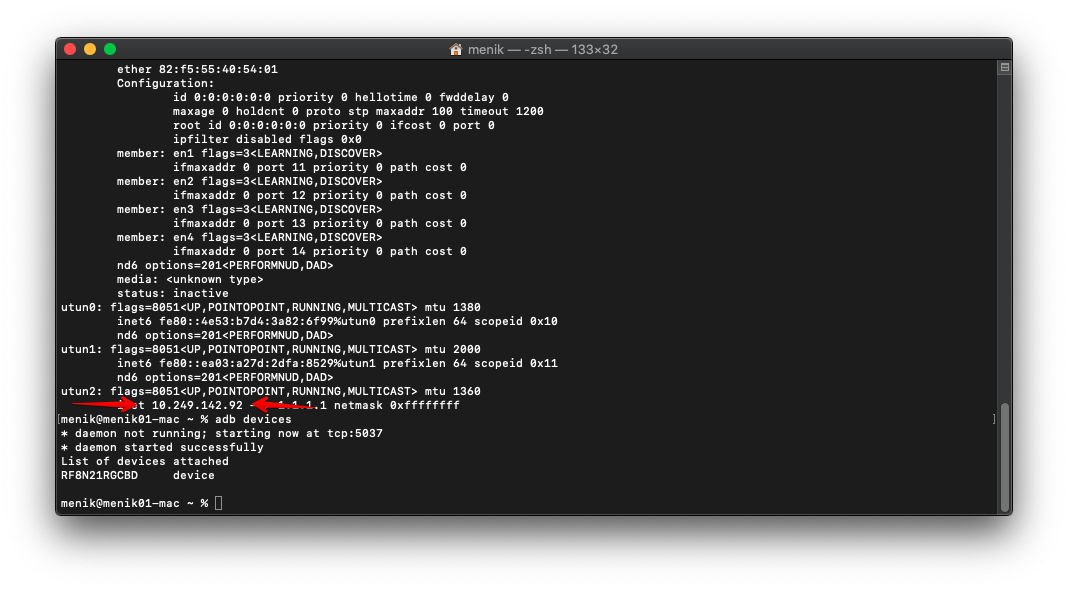 menik — -zsh — 133×32
ether 82:f5:55:40:54:01
Configuration:
id 0:0:0:0:0:0 priority 0 hellotime 0 fwddelay 0
maxage 0 holdcnt 0 proto stp maxaddr 100 timeout 1200
root id 0:0:0:0:0:0 priority 0 ifcost 0 port 0
ipfilter disabled flags 0x0
member: en1 flags=3<LEARNING,DISCOVER>
ifmaxaddr 0 port 11 priority 0 path cost 0
member: en2 flags=3<LEARNING,DISCOVER>
ifmaxaddr 0 port 12 priority 0 path cost 0
member: en3 flags=3<LEARNING,DISCOVER>
ifmaxaddr 0 port 13 priority 0 path cost 0
member: en4 flags=3<LEARNING,DISCOVER>
ifmaxaddr 0 port 14 priority 0 path cost 0
nd6 options=201<PERFORMNUD,DAD>
media: <unknown type>
status: inactive
utun0: flags=8051<UP,POINTOPOINT,RUNNING,MULTICAST> mtu 1380
inet6 fe80::4e53:b7d4:3a82:6f99%utun0 prefixlen 64 scopeid 0x10
nd6 options=201<PERFORMNUD,DAD>
utun1: flags=8051<UP,POINTOPOINT,RUNNING,MULTICAST> mtu 2000
inet6 fe80::ea03:a27d:2dfa:8529%utun1 prefixlen 64 scopeid 0x11
nd6 options=201<PERFORMNUD,DAD>
utun2: flags=8051<UP,POINTOPOINT,RUNNING,MULTICAST> mtu 1360
10.249.142.92 netmask 0xffffffff
[menik@menik01-mac ~ % adb devices ]
* daemon not running; starting now at tcp:5037
* daemon started successfully
List of devices attached
RF8N21RGCBD device
menik@menik01-mac ~ %